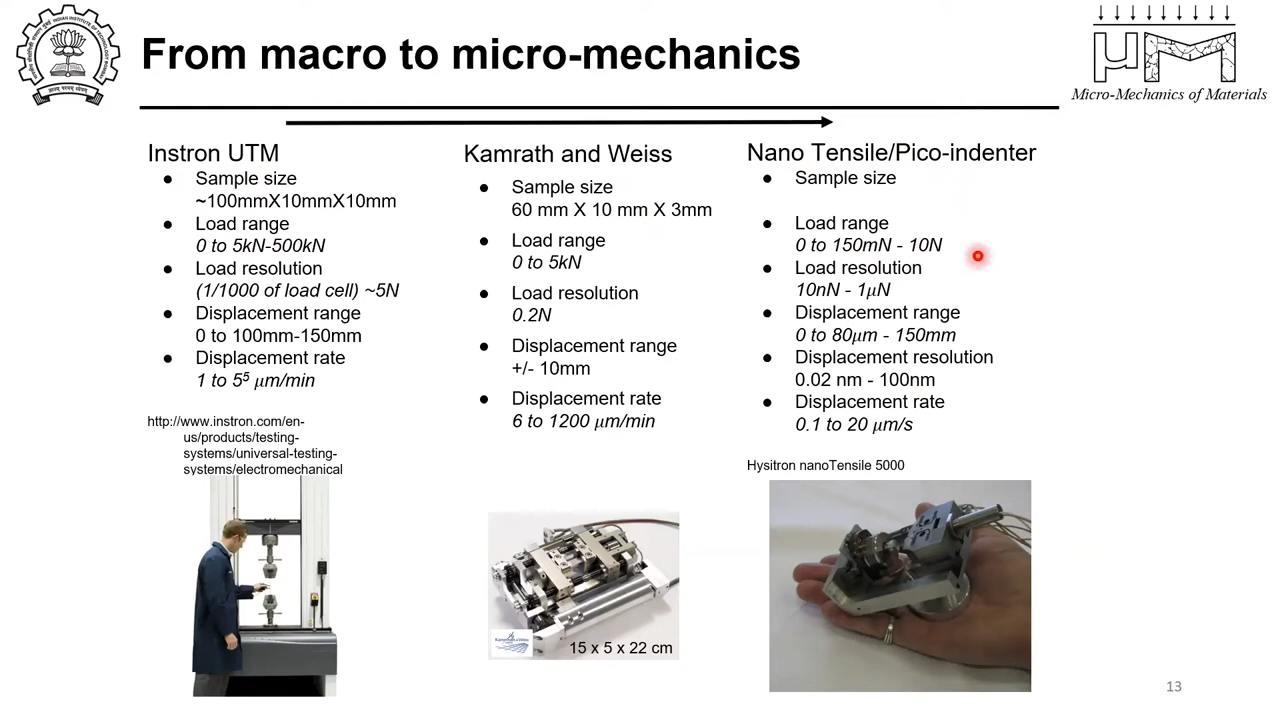 From macro to micro-mechanics
μM
Micro-Mechanics of Materials
Instron UTM
● Sample size
~100mmX10mmX10mm
● Load range
0 to 5kN-500kN
● Load resolution
(1/1000 of load cell) ~5N
● Displacement range
0 to 100mm-150mm
● Displacement rate
1 to 5⁵ μm/min
http://www.instron.com/en-
us/products/testing-
systems/universal-testing-
systems/electromechanical
Kamrath and Weiss
● Sample size
60 mm X 10 mm X 3mm
● Load range
0 to 5kN
● Load resolution
0.2N
● Displacement range
+/- 10mm
● Displacement rate
6 to 1200 μm/min
15 x 5 x 22 cm
Nano Tensile/Pico-indenter
● Sample size
● Load range
0 to 150mN - 10N
● Load resolution
10nN - 1μN
● Displacement range
0 to 80μm - 150mm
● Displacement resolution
0.02 nm - 100nm
● Displacement rate
0.1 to 20 μm/s
Hysitron nanoTensile 5000
13